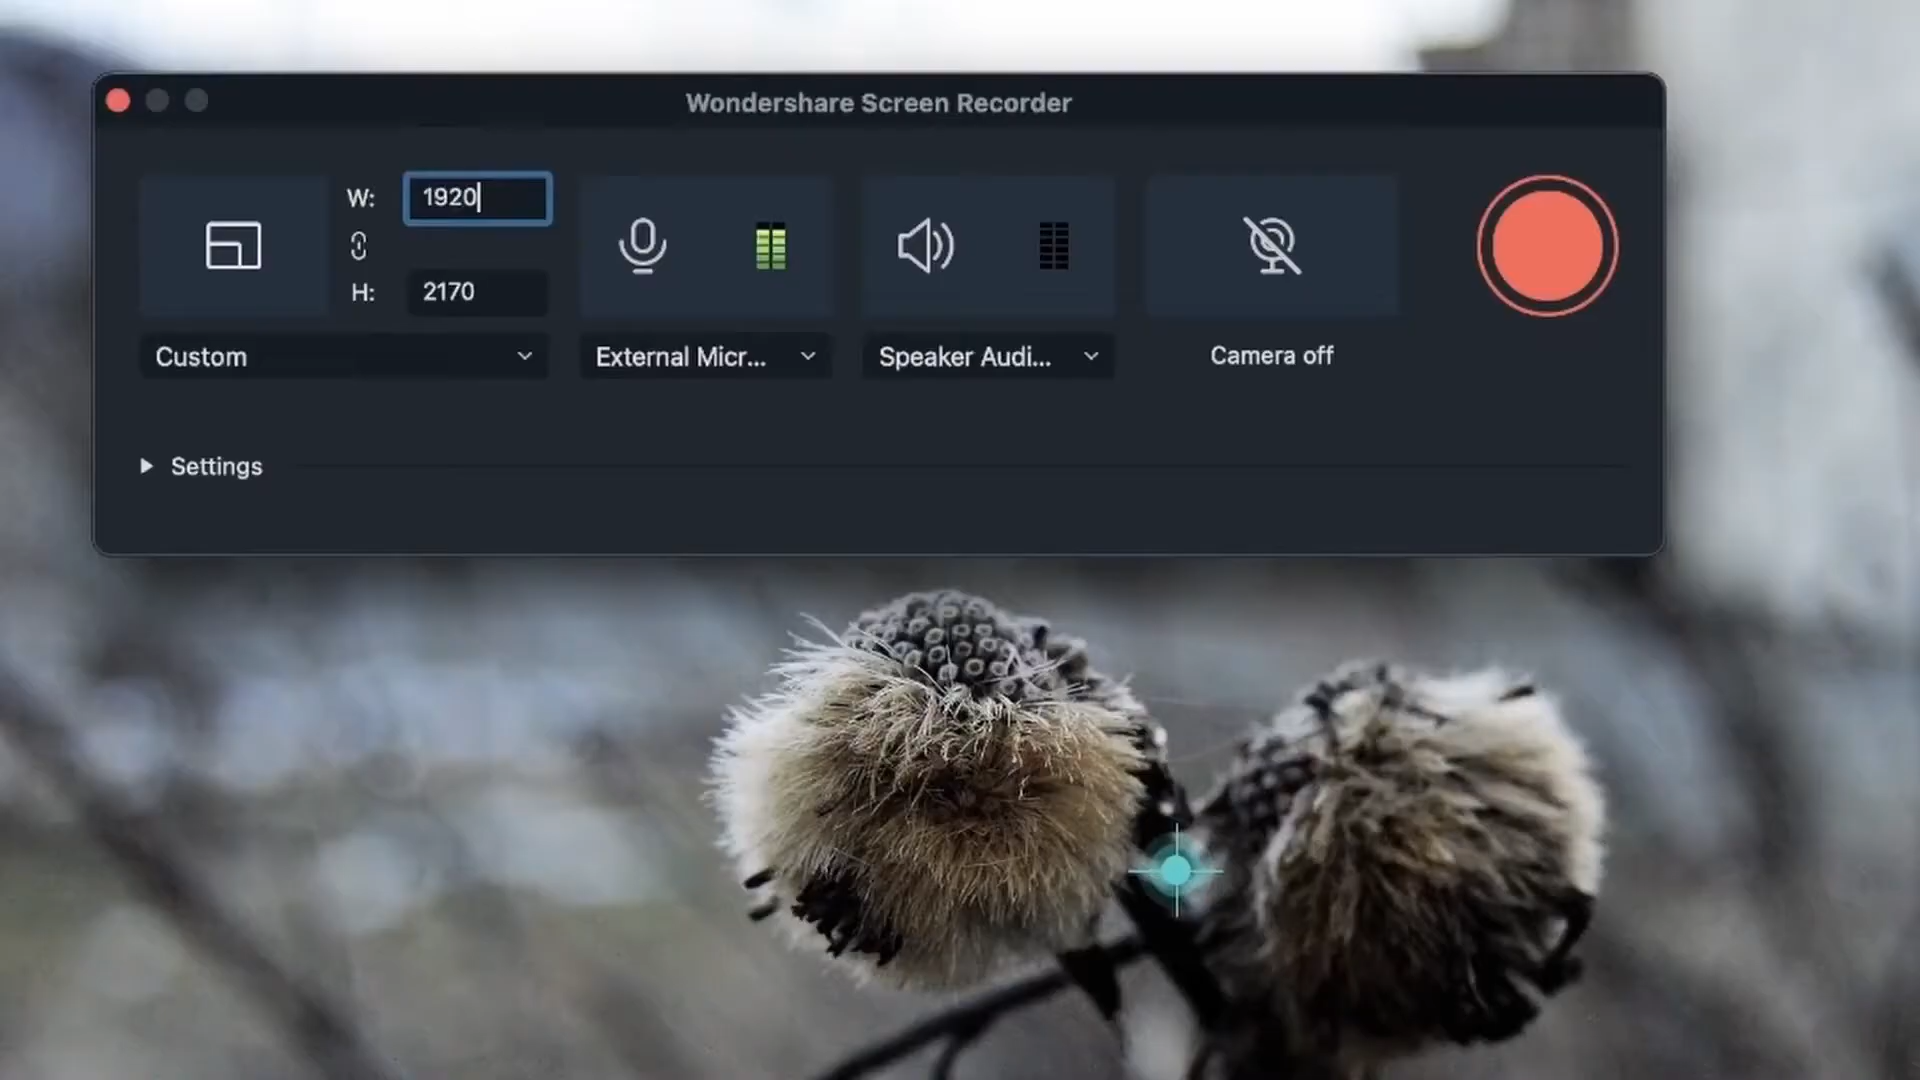 Wondershare Screen Recorder
W: 1920
H: 2170
Custom
External Micr...
Speaker Audi...
Camera off
Settings